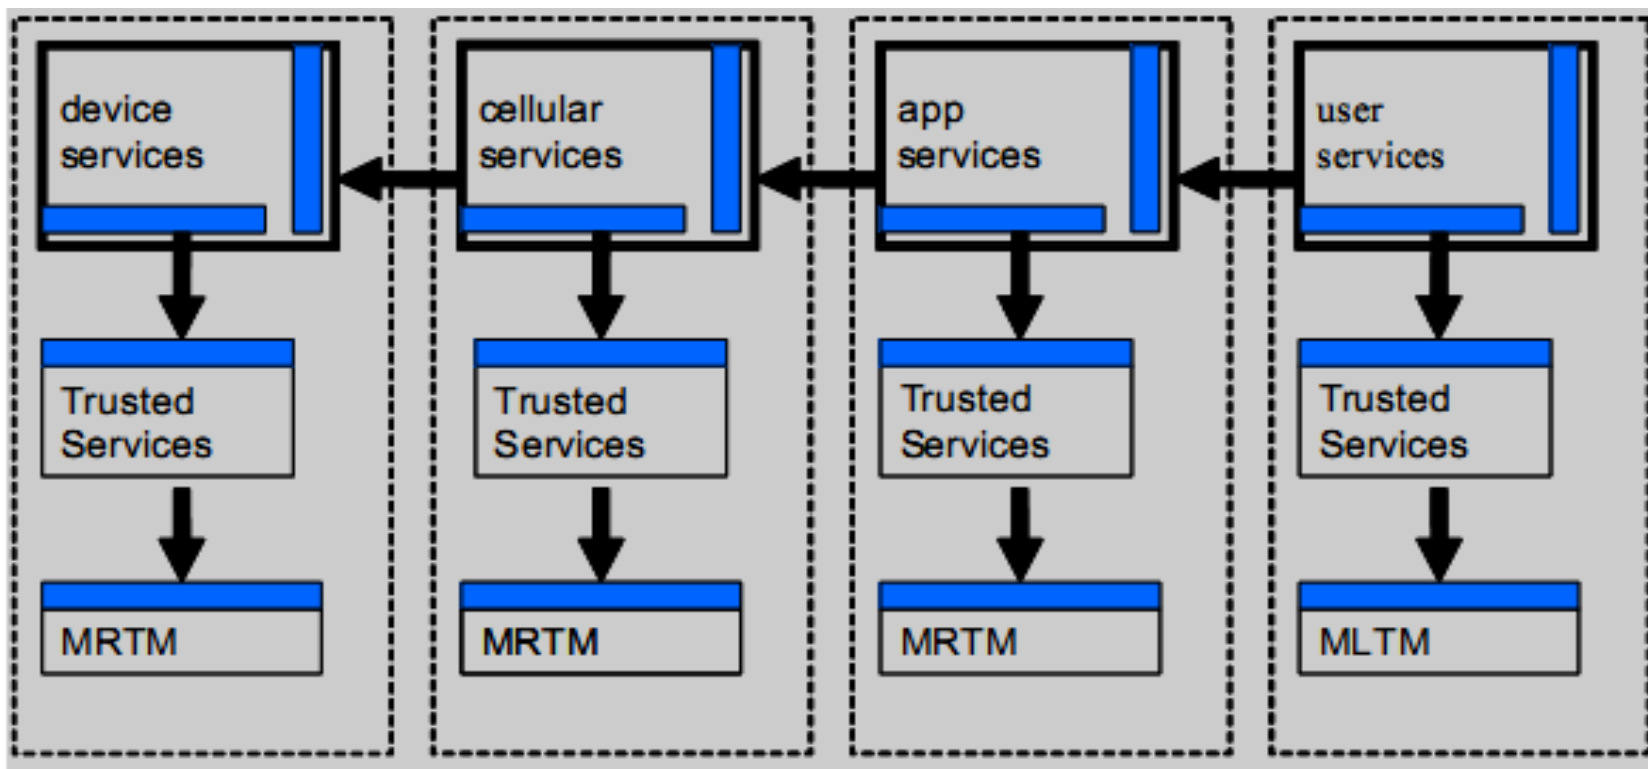 device
services
cellular
services
app
services
user
services
Trusted
Services
Trusted
Services
Trusted
Services
Trusted
Services
MRTM
MRTM
MRTM
MLTM